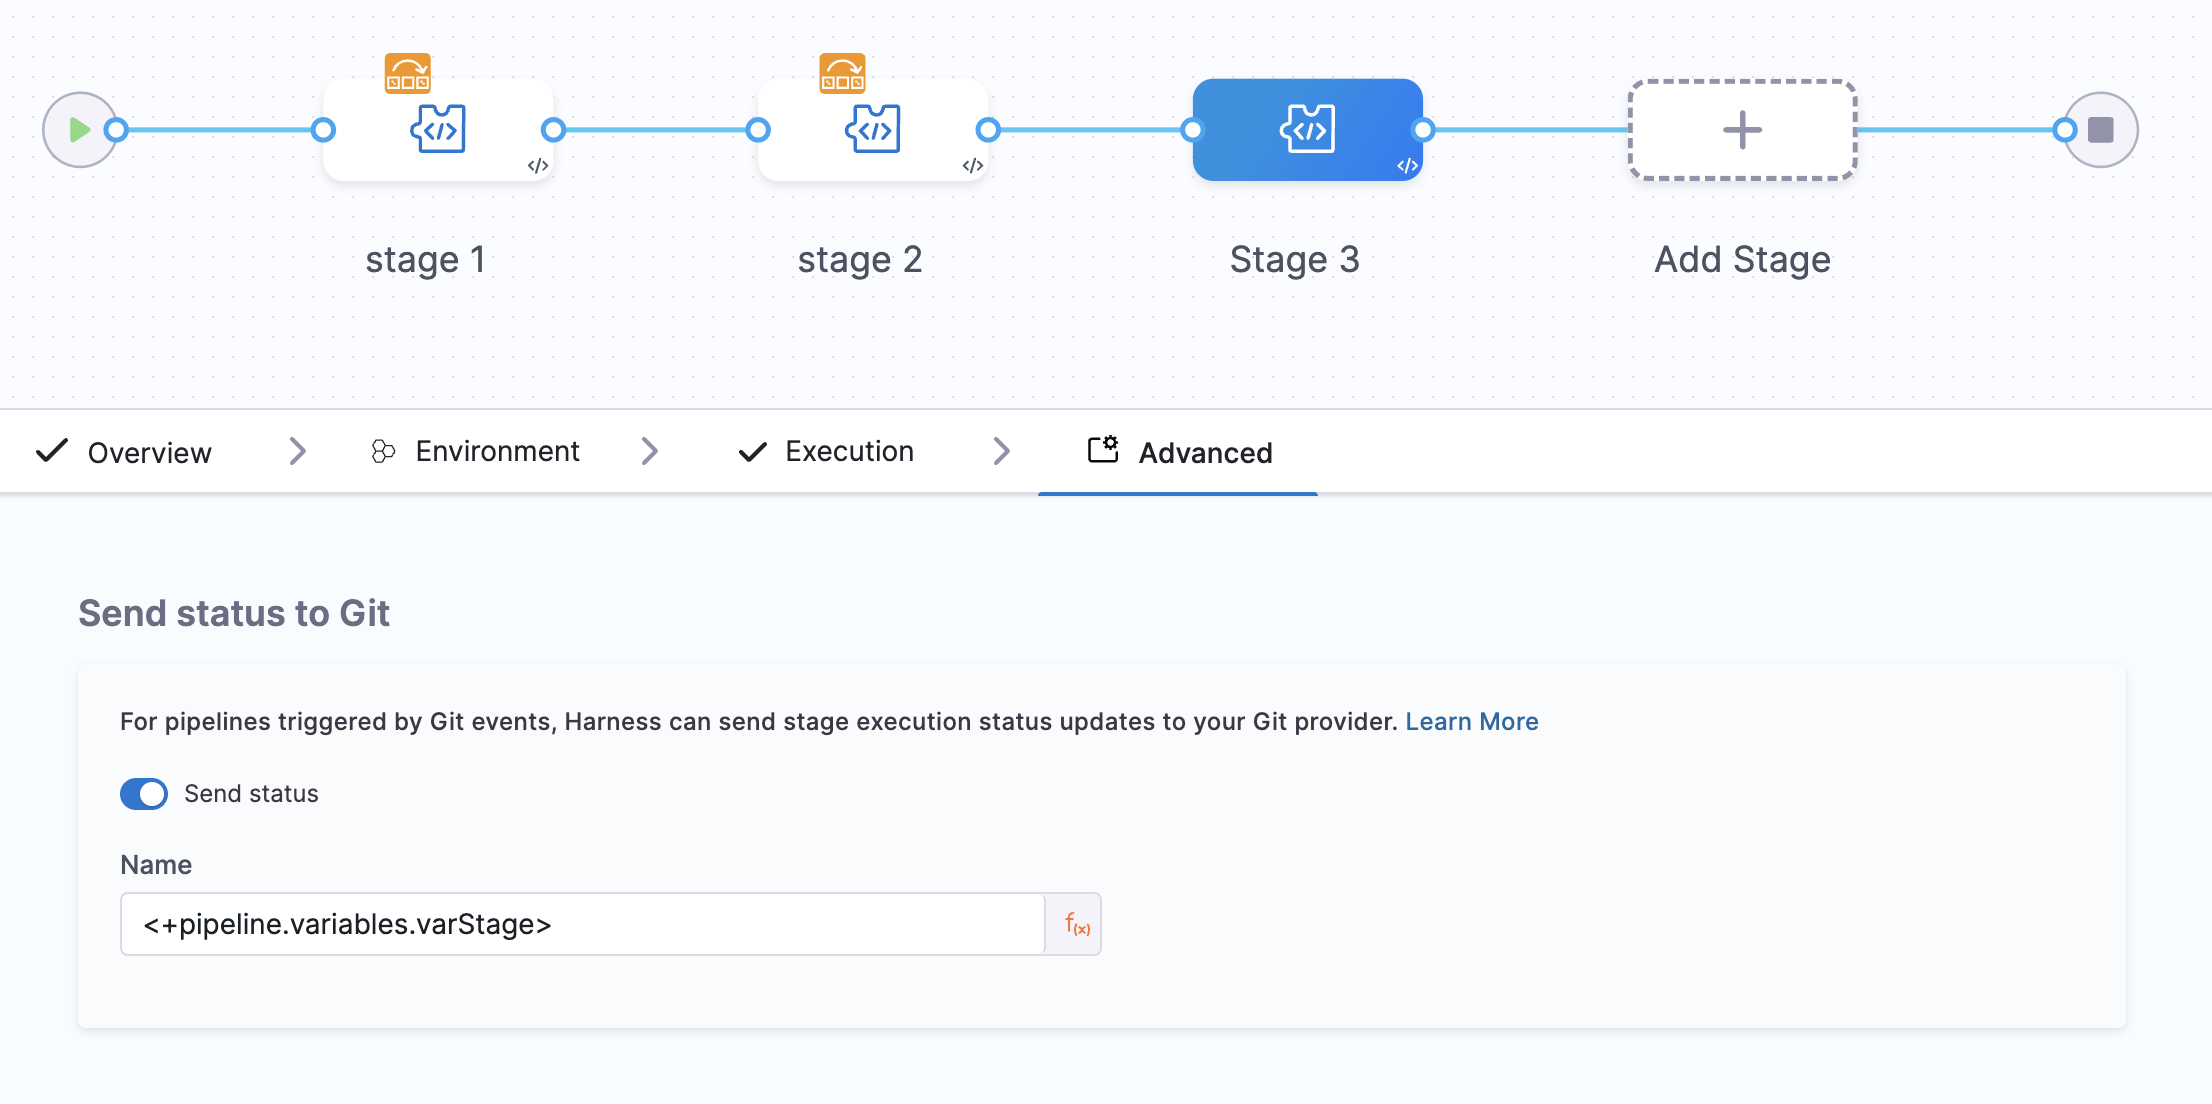 stage 1
stage 2
Stage 3
Add Stage
Overview
Environment
Execution
Advanced
Send status to Git
For pipelines triggered by Git events, Harness can send stage execution status updates to your Git provider. Learn More
Send status
Name
<+pipeline.variables.varStage>
f(x)